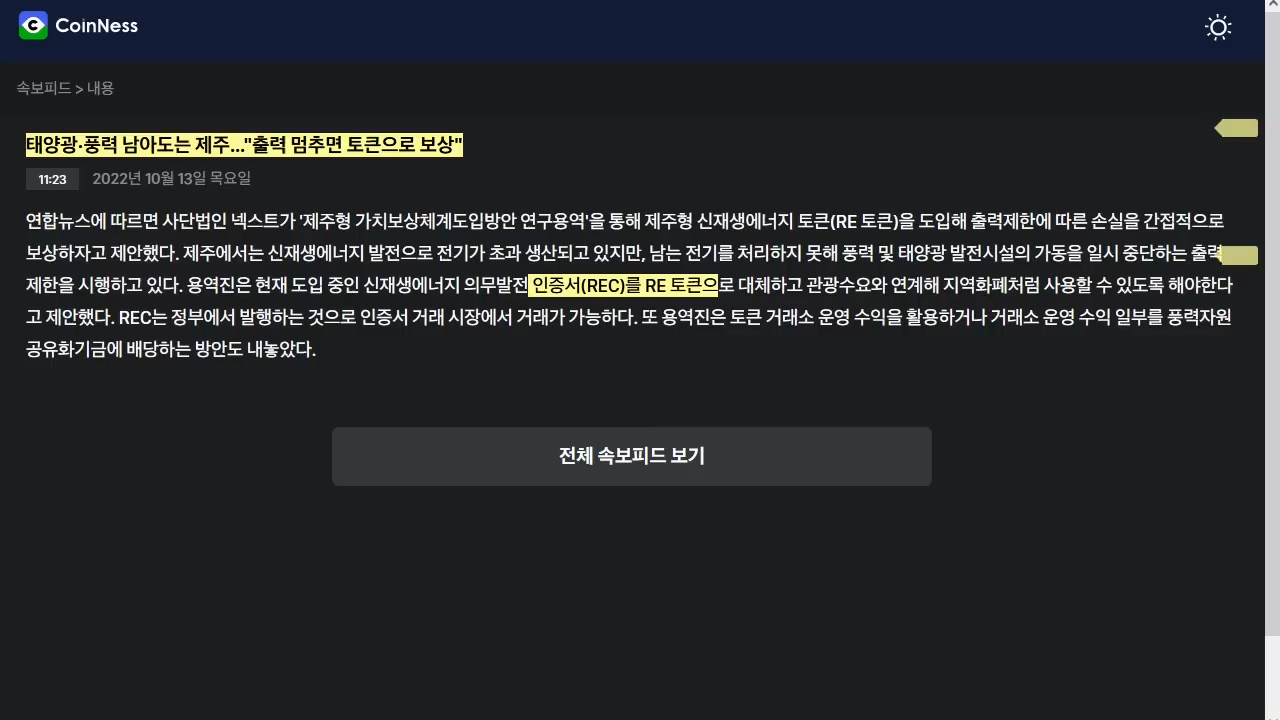 CoinNess
속보피드 > 내용
태양광·풍력 남아도는 제주..."출력 멈추면 토큰으로 보상"
11:23 2022년 10월 13일 목요일
연합뉴스에 따르면 사단법인 넥스트가 '제주형 가치보상체계도입방안 연구용역'을 통해 제주형 신재생에너지 토큰(RE 토큰)을 도입해 출력제한에 따른 손실을 간접적으로
보상하자고 제안했다. 제주에서는 신재생에너지 발전으로 전기가 초과 생산되고 있지만, 남는 전기를 처리하지 못해 풍력 및 태양광 발전시설의 가동을 일시 중단하는 출력
제한을 시행하고 있다. 용역진은 현재 도입 중인 신재생에너지 의무발전 인증서(REC)를 RE 토큰으로 대체하고 관광수요와 연계해 지역화폐처럼 사용할 수 있도록 해야한다
고 제안했다. REC는 정부에서 발행하는 것으로 인증서 거래 시장에서 거래가 가능하다. 또 용역진은 토큰 거래소 운영 수익을 활용하거나 거래소 운영 수익 일부를 풍력자원
공유화기금에 배당하는 방안도 내놓았다.
전체 속보피드 보기